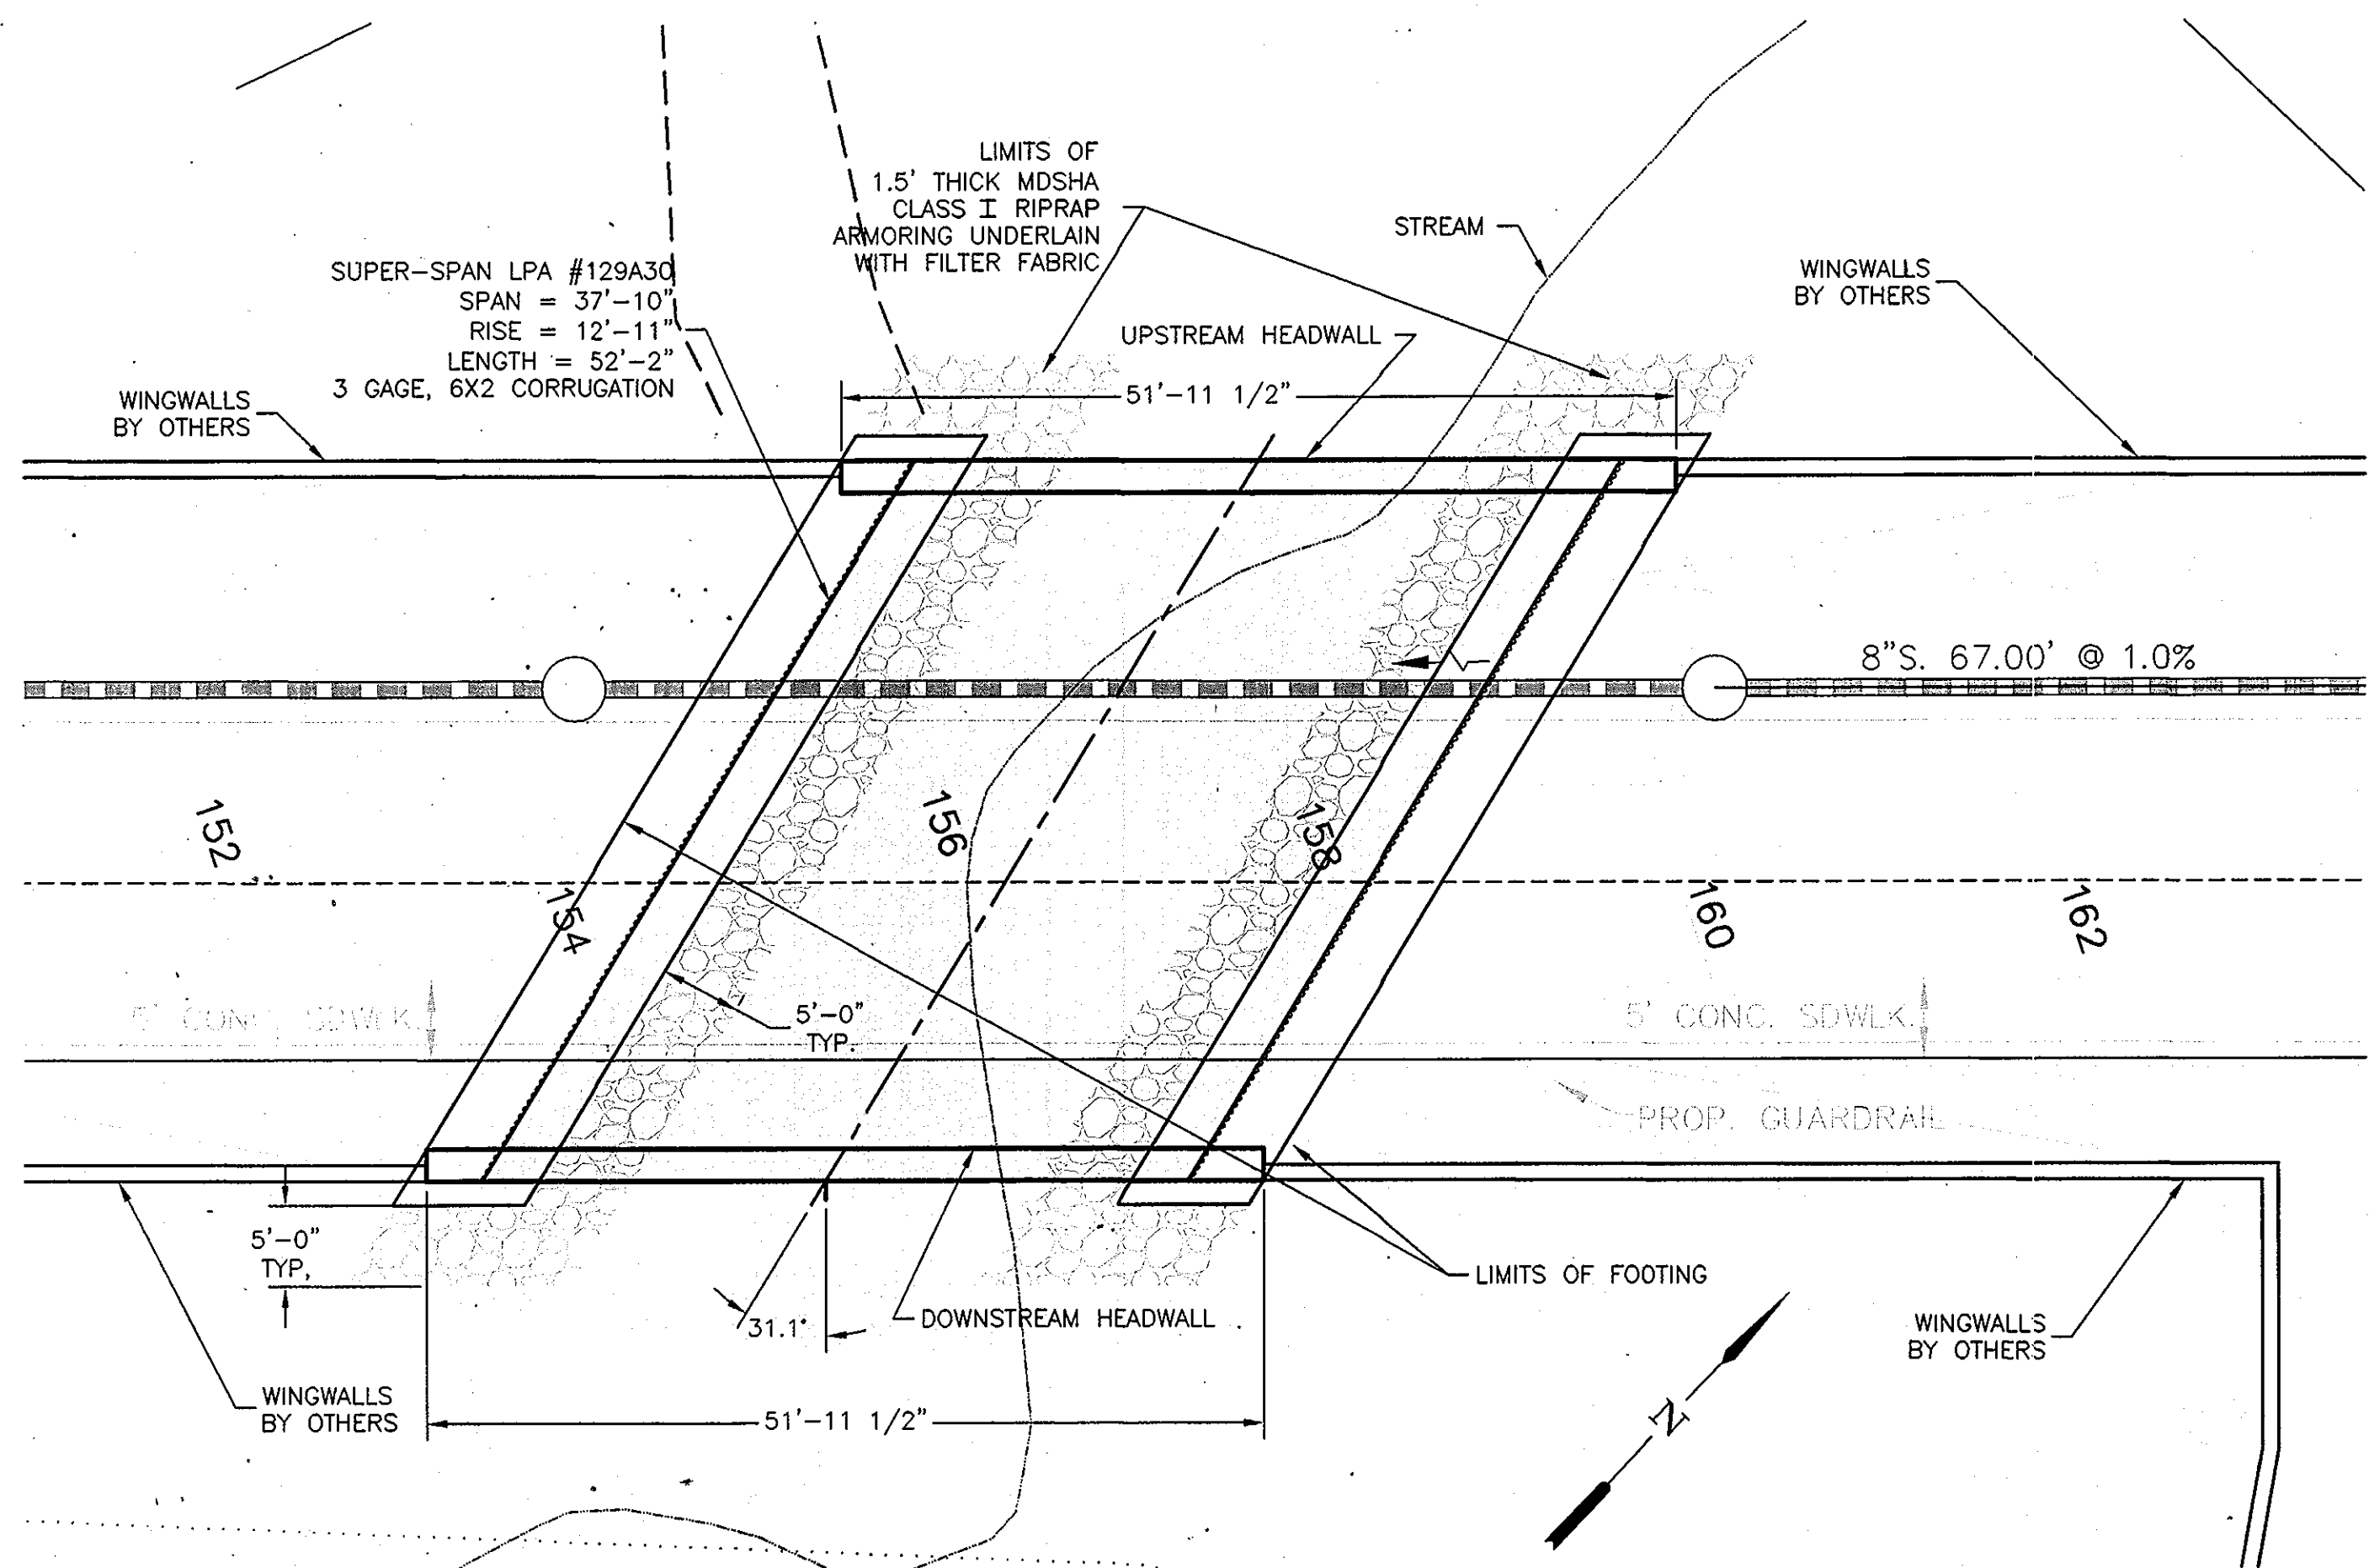 LIMITS OF
1.5' THICK MDSHA
CLASS I RIPRAP
ARMORING UNDERLAIN
WITH FILTER FABRIC
STREAM
WINGWALLS
BY OTHERS
SUPER-SPAN LPA #129A30
SPAN = 37'-10"
RISE = 12'-11"
LENGTH = 52'-2"
3 GAGE, 6X2 CORRUGATION
UPSTREAM HEADWALL
51'-11 1/2"
WINGWALLS
BY OTHERS
8"S. 67.00' @ 1.0%
152
154
156
158
160
162
5' CONC. SDWLK.
5'-0"
TYP.
5' CONC. SDWLK.
PROP. GUARDRAIL
5'-0"
TYP.
31.1°
DOWNSTREAM HEADWALL
LIMITS OF FOOTING
WINGWALLS
BY OTHERS
WINGWALLS
BY OTHERS
51'-11 1/2"
N